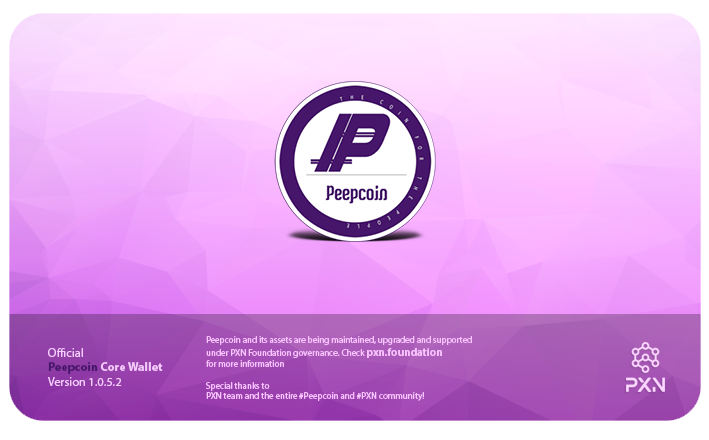 THE COIN FOR THE PEOPLE
P
Peepcoin
Peepcoin and its assets are being maintained, upgraded and supported
under PXN Foundation governance. Check pxn.foundation
for more information
Official
Peepcoin Core Wallet
Version 1.0.5.2
Special thanks to
PXN team and the entire #Peepcoin and #PXN community!
PXN